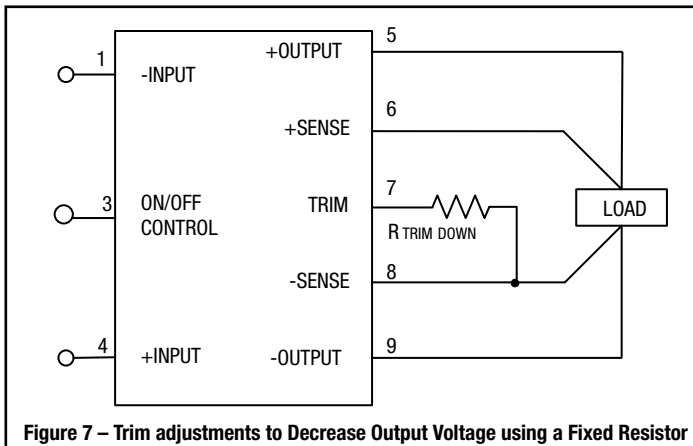 5
+OUTPUT
1
-INPUT
6
+SENSE
3
ON/OFF
CONTROL
TRIM
7
R TRIM DOWN
LOAD
8
-SENSE
4
+INPUT
-OUTPUT
9
Figure 7 – Trim adjustments to Decrease Output Voltage using a Fixed Resistor